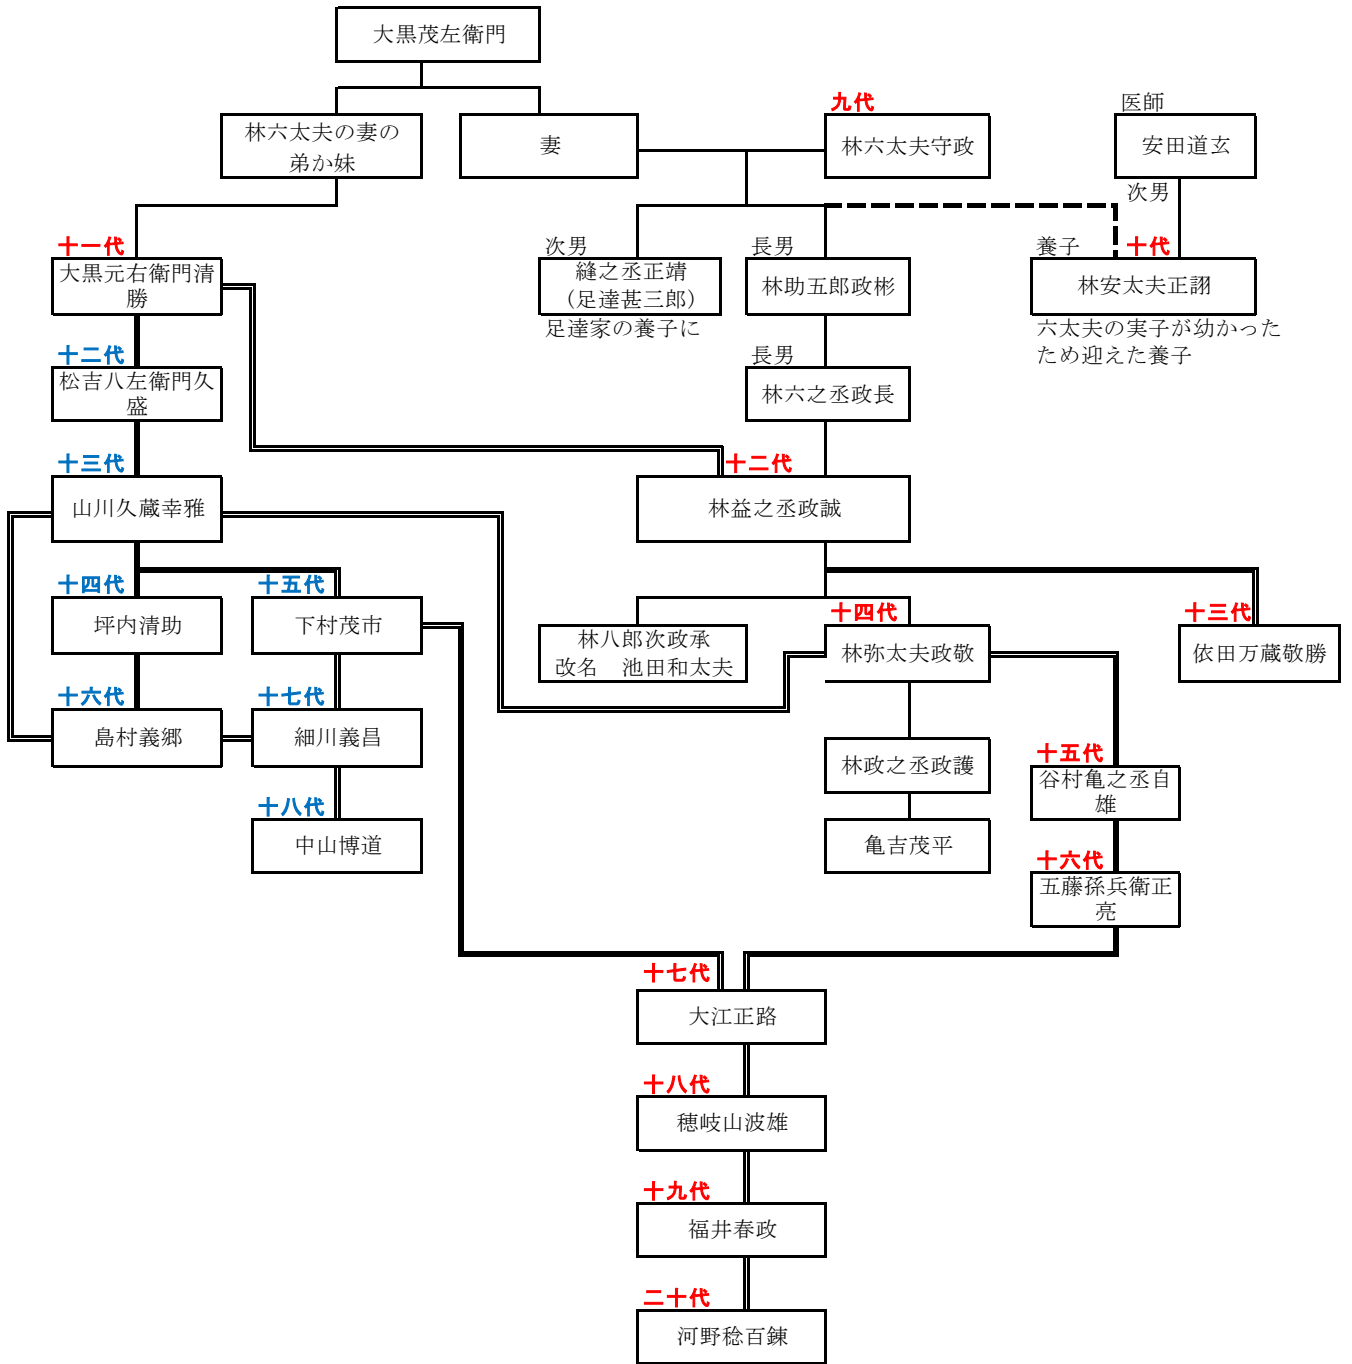 大黒茂左衛門
林六太夫の妻の
弟か妹
妻
九代
林六太夫守政
医師
安田道玄
次男
十一代
大黒元右衛門清
勝
次男
縫之丞正靖
（足達甚三郎）
足達家の養子に
長男
林助五郎政彬
養子
十代
林安太夫正詡
六太夫の実子が幼かった
ため迎えた養子
十二代
松吉八左衛門久
盛
長男
林六之丞政長
十三代
山川久蔵幸雅
十二代
林益之丞政誠
十四代
坪内清助
十五代
下村茂市
林八郎次政承
改名　池田和太夫
十四代
林弥太夫政敬
十三代
依田万蔵敬勝
十六代
島村義郷
十七代
細川義昌
林政之丞政護
十五代
谷村亀之丞自
雄
十八代
中山博道
亀吉茂平
十六代
五藤孫兵衛正
亮
十七代
大江正路
十八代
穂岐山波雄
十九代
福井春政
二十代
河野稔百錬